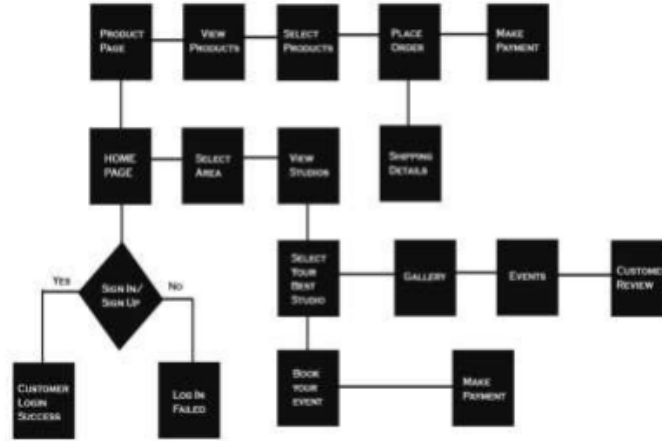 PRODUCT
PAGE
VIEW
PRODUCTS
SELECT
PRODUCTS
PLACE
ORDER
MAKE
PAYMENT
HOME
PAGE
SELECT
AREA
VIEW
STUDIOS
SHIPPING
DETAILS
SELECT
YOUR
BEST
STUDIO
GALLERY
EVENTS
CUSTOMER
REVIEW
YES
SIGN IN/
SIGN UP
NO
CUSTOMER
LOGIN
SUCCESS
LOG IN
FAILED
BOOK
YOUR
EVENT
MAKE
PAYMENT